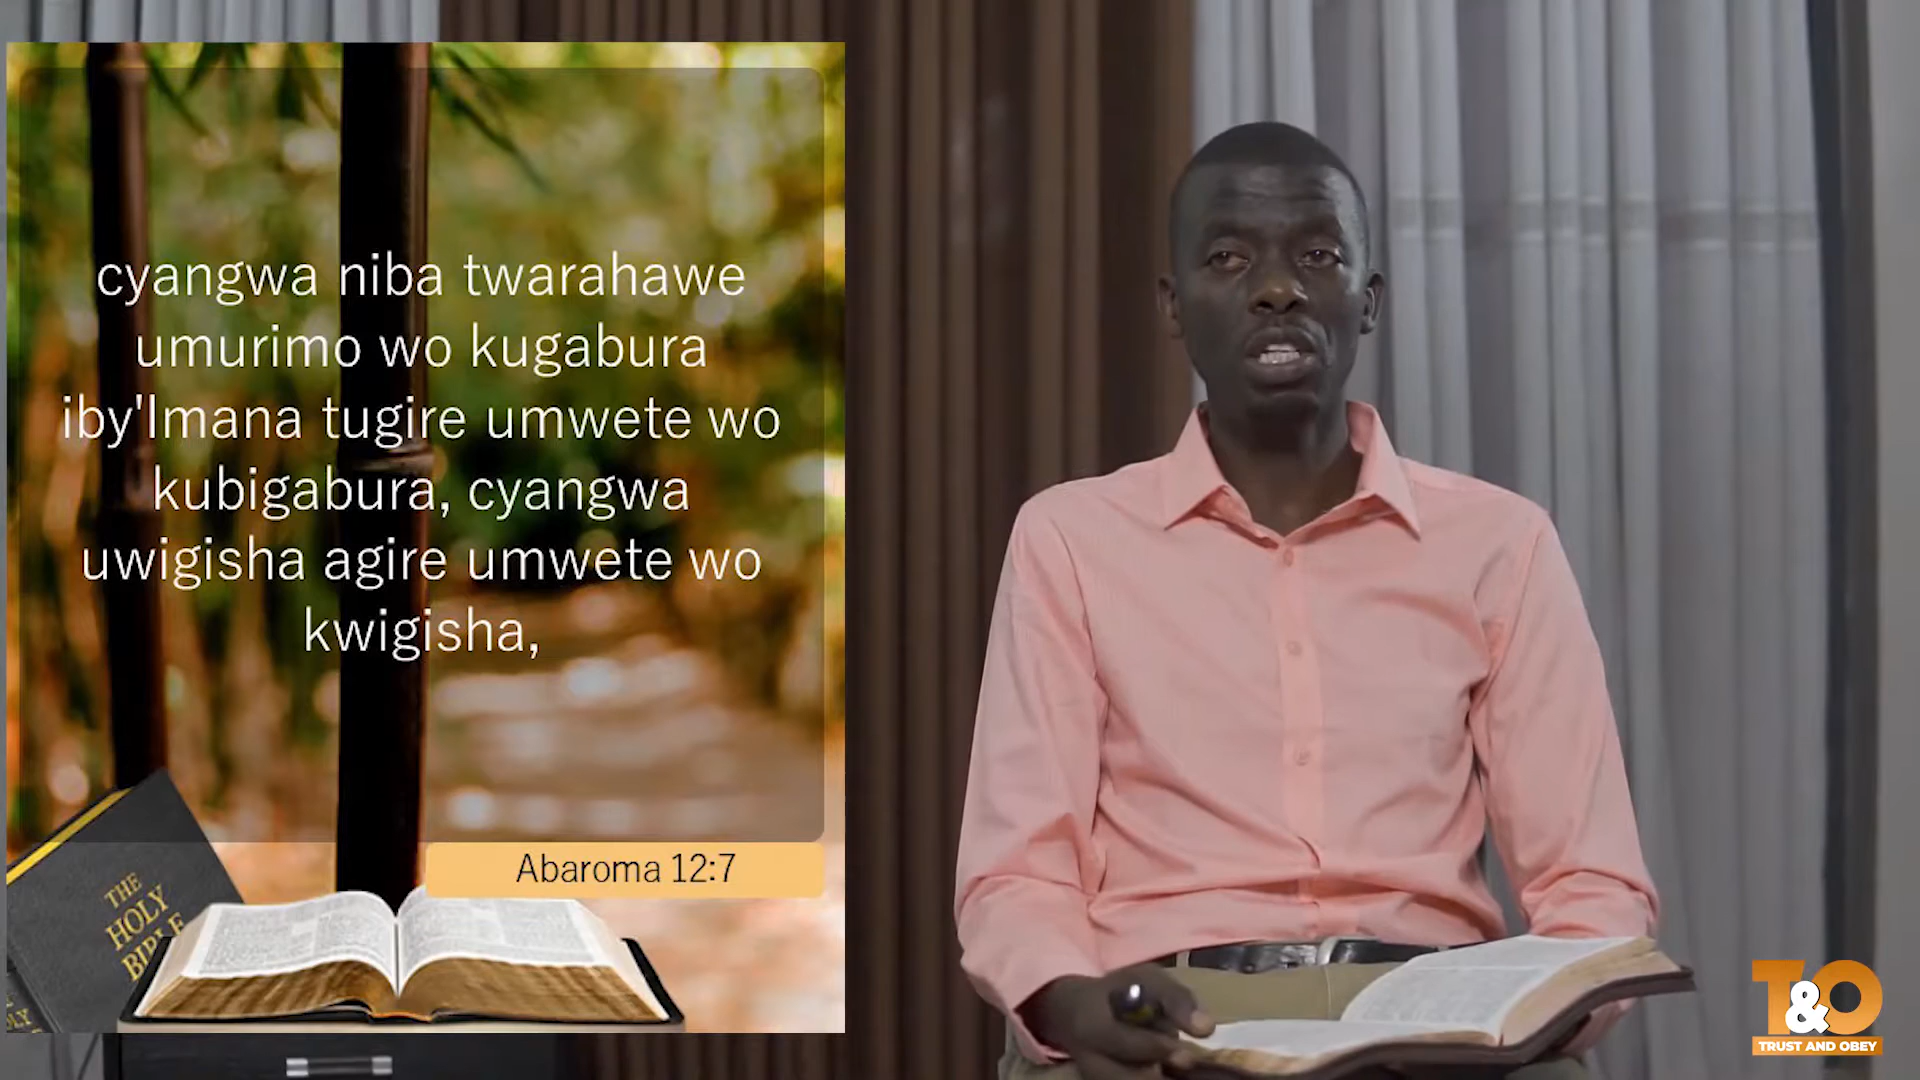 cyangwa niba twarahawe
umurimo wo kugabura
iby'Imana tugire umwete wo
kubigabura, cyangwa
uwigisha agire umwete wo
kwigisha,
Abaroma 12:7
THE
HOLY
BIBLE
T&O
TRUST AND OBEY